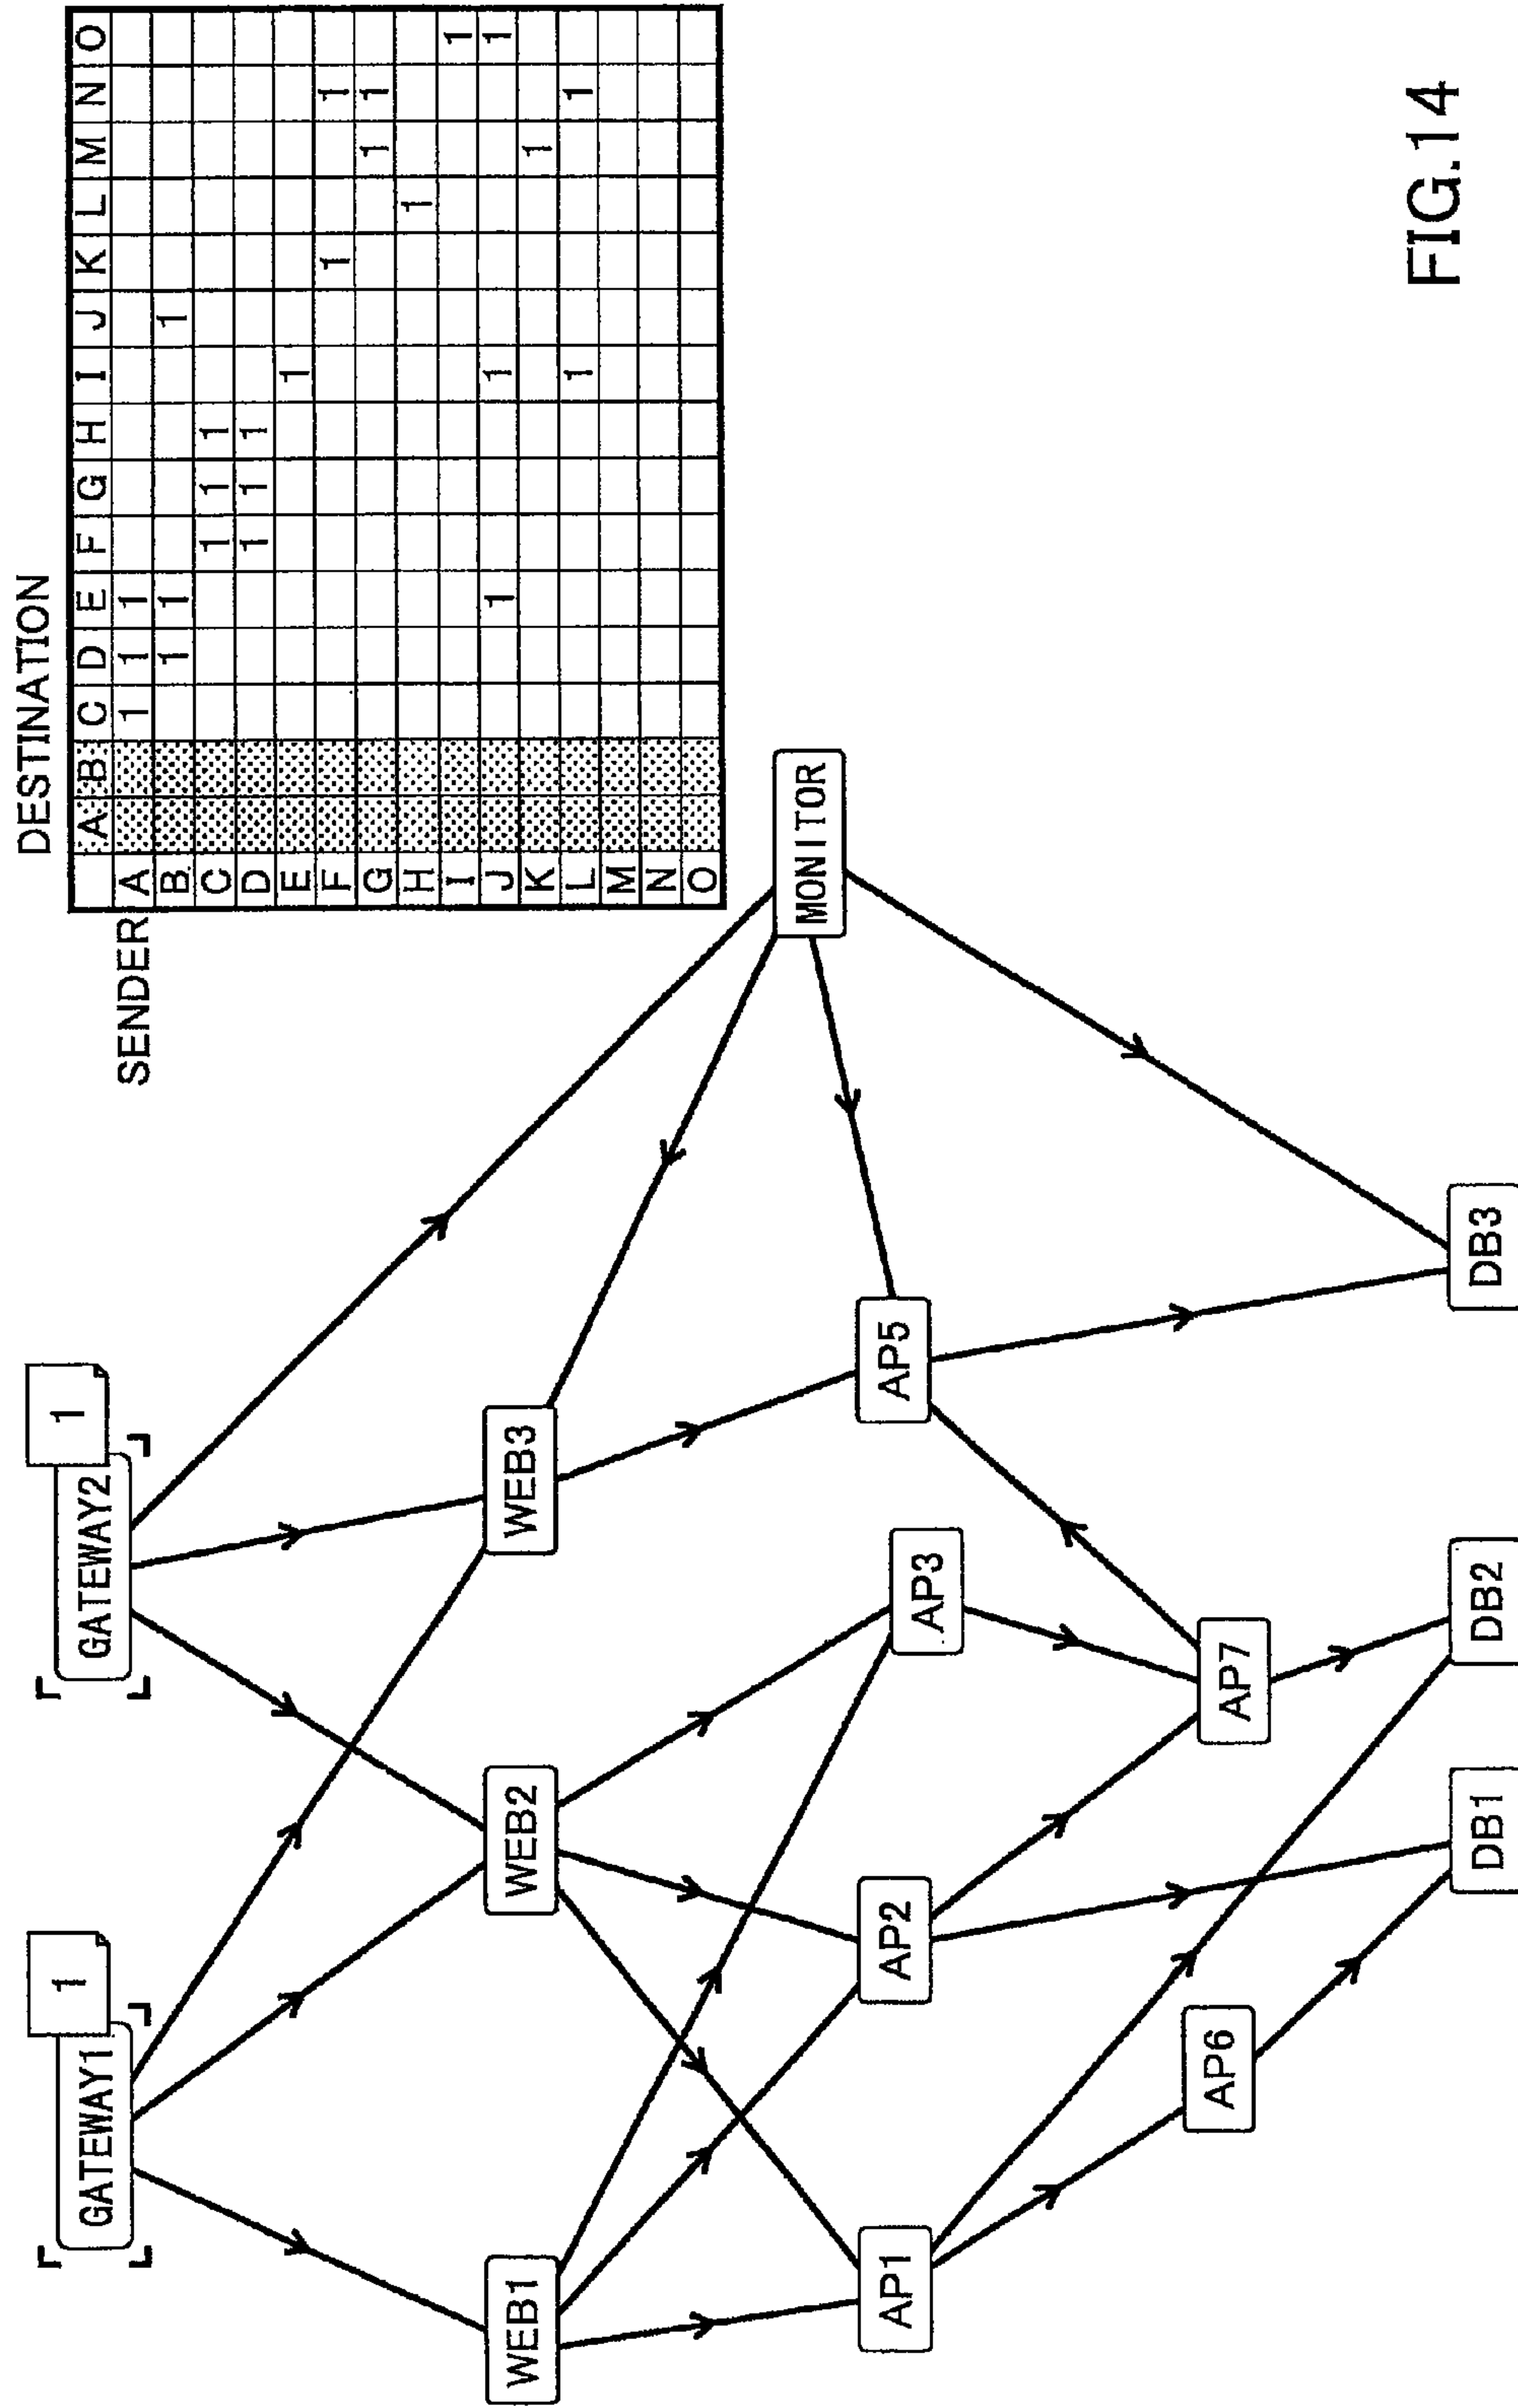 1
1
GATEWAY1
GATEWAY2
WEB1
WEB2
WEB3
MONITOR
AP1
AP2
AP3
AP5
AP6
AP7
DB1
DB2
DB3
DESTINATION
SENDER
A B C D E F G H I J K L M N O
A 1 1 1
B 1 1 1
C 1 1 1
D 1 1 1
E 1
F 1 1
G 1 1
H 1
I 1
J 1 1 1
K 1
L 1 1
M
N
O
FIG.14